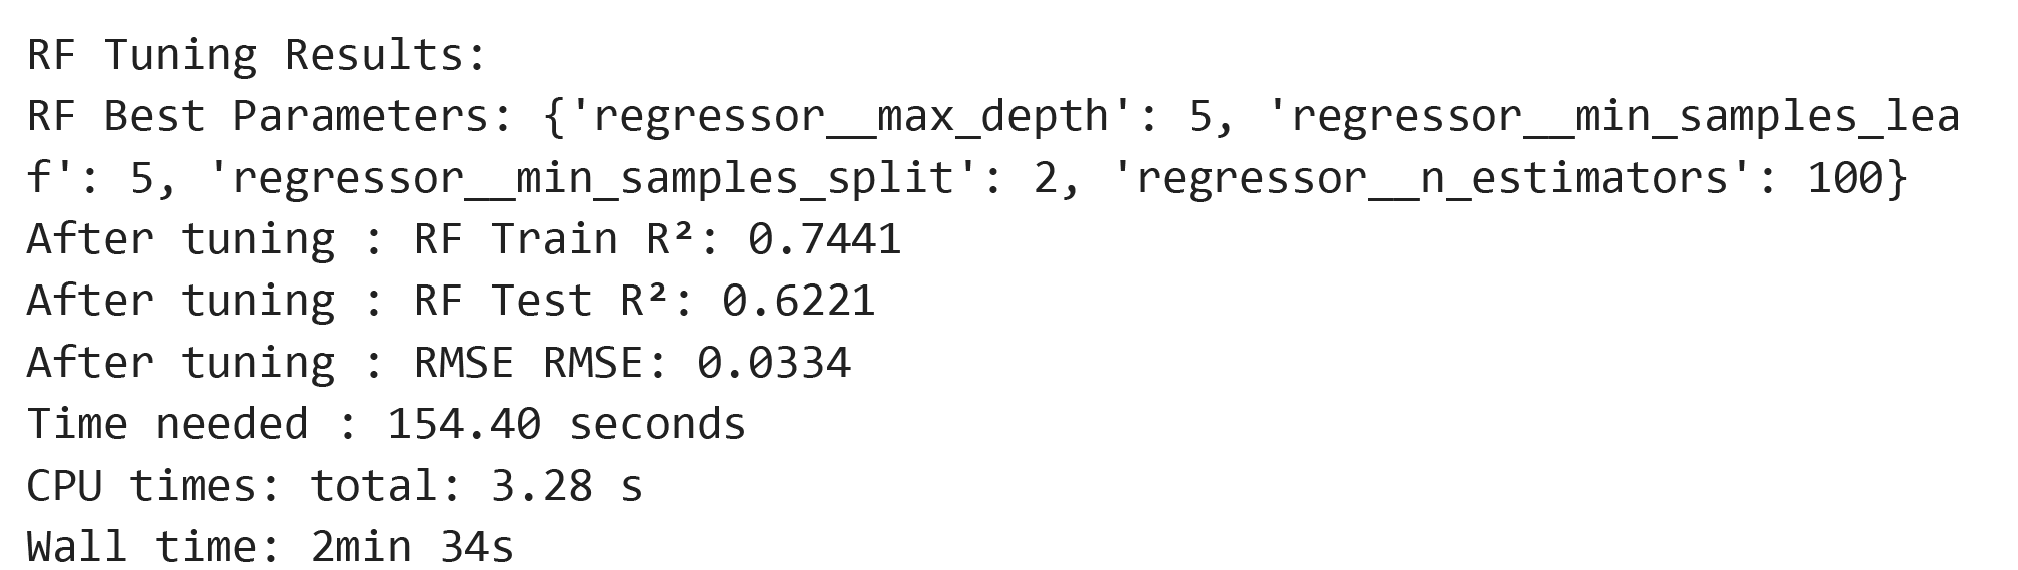 RF Tuning Results:
RF Best Parameters: {'regressor__max_depth': 5, 'regressor__min_samples_lea
f': 5, 'regressor__min_samples_split': 2, 'regressor__n_estimators': 100}
After tuning : RF Train R²: 0.7441
After tuning : RF Test R²: 0.6221
After tuning : RMSE RMSE: 0.0334
Time needed : 154.40 seconds
CPU times: total: 3.28 s
Wall time: 2min 34s